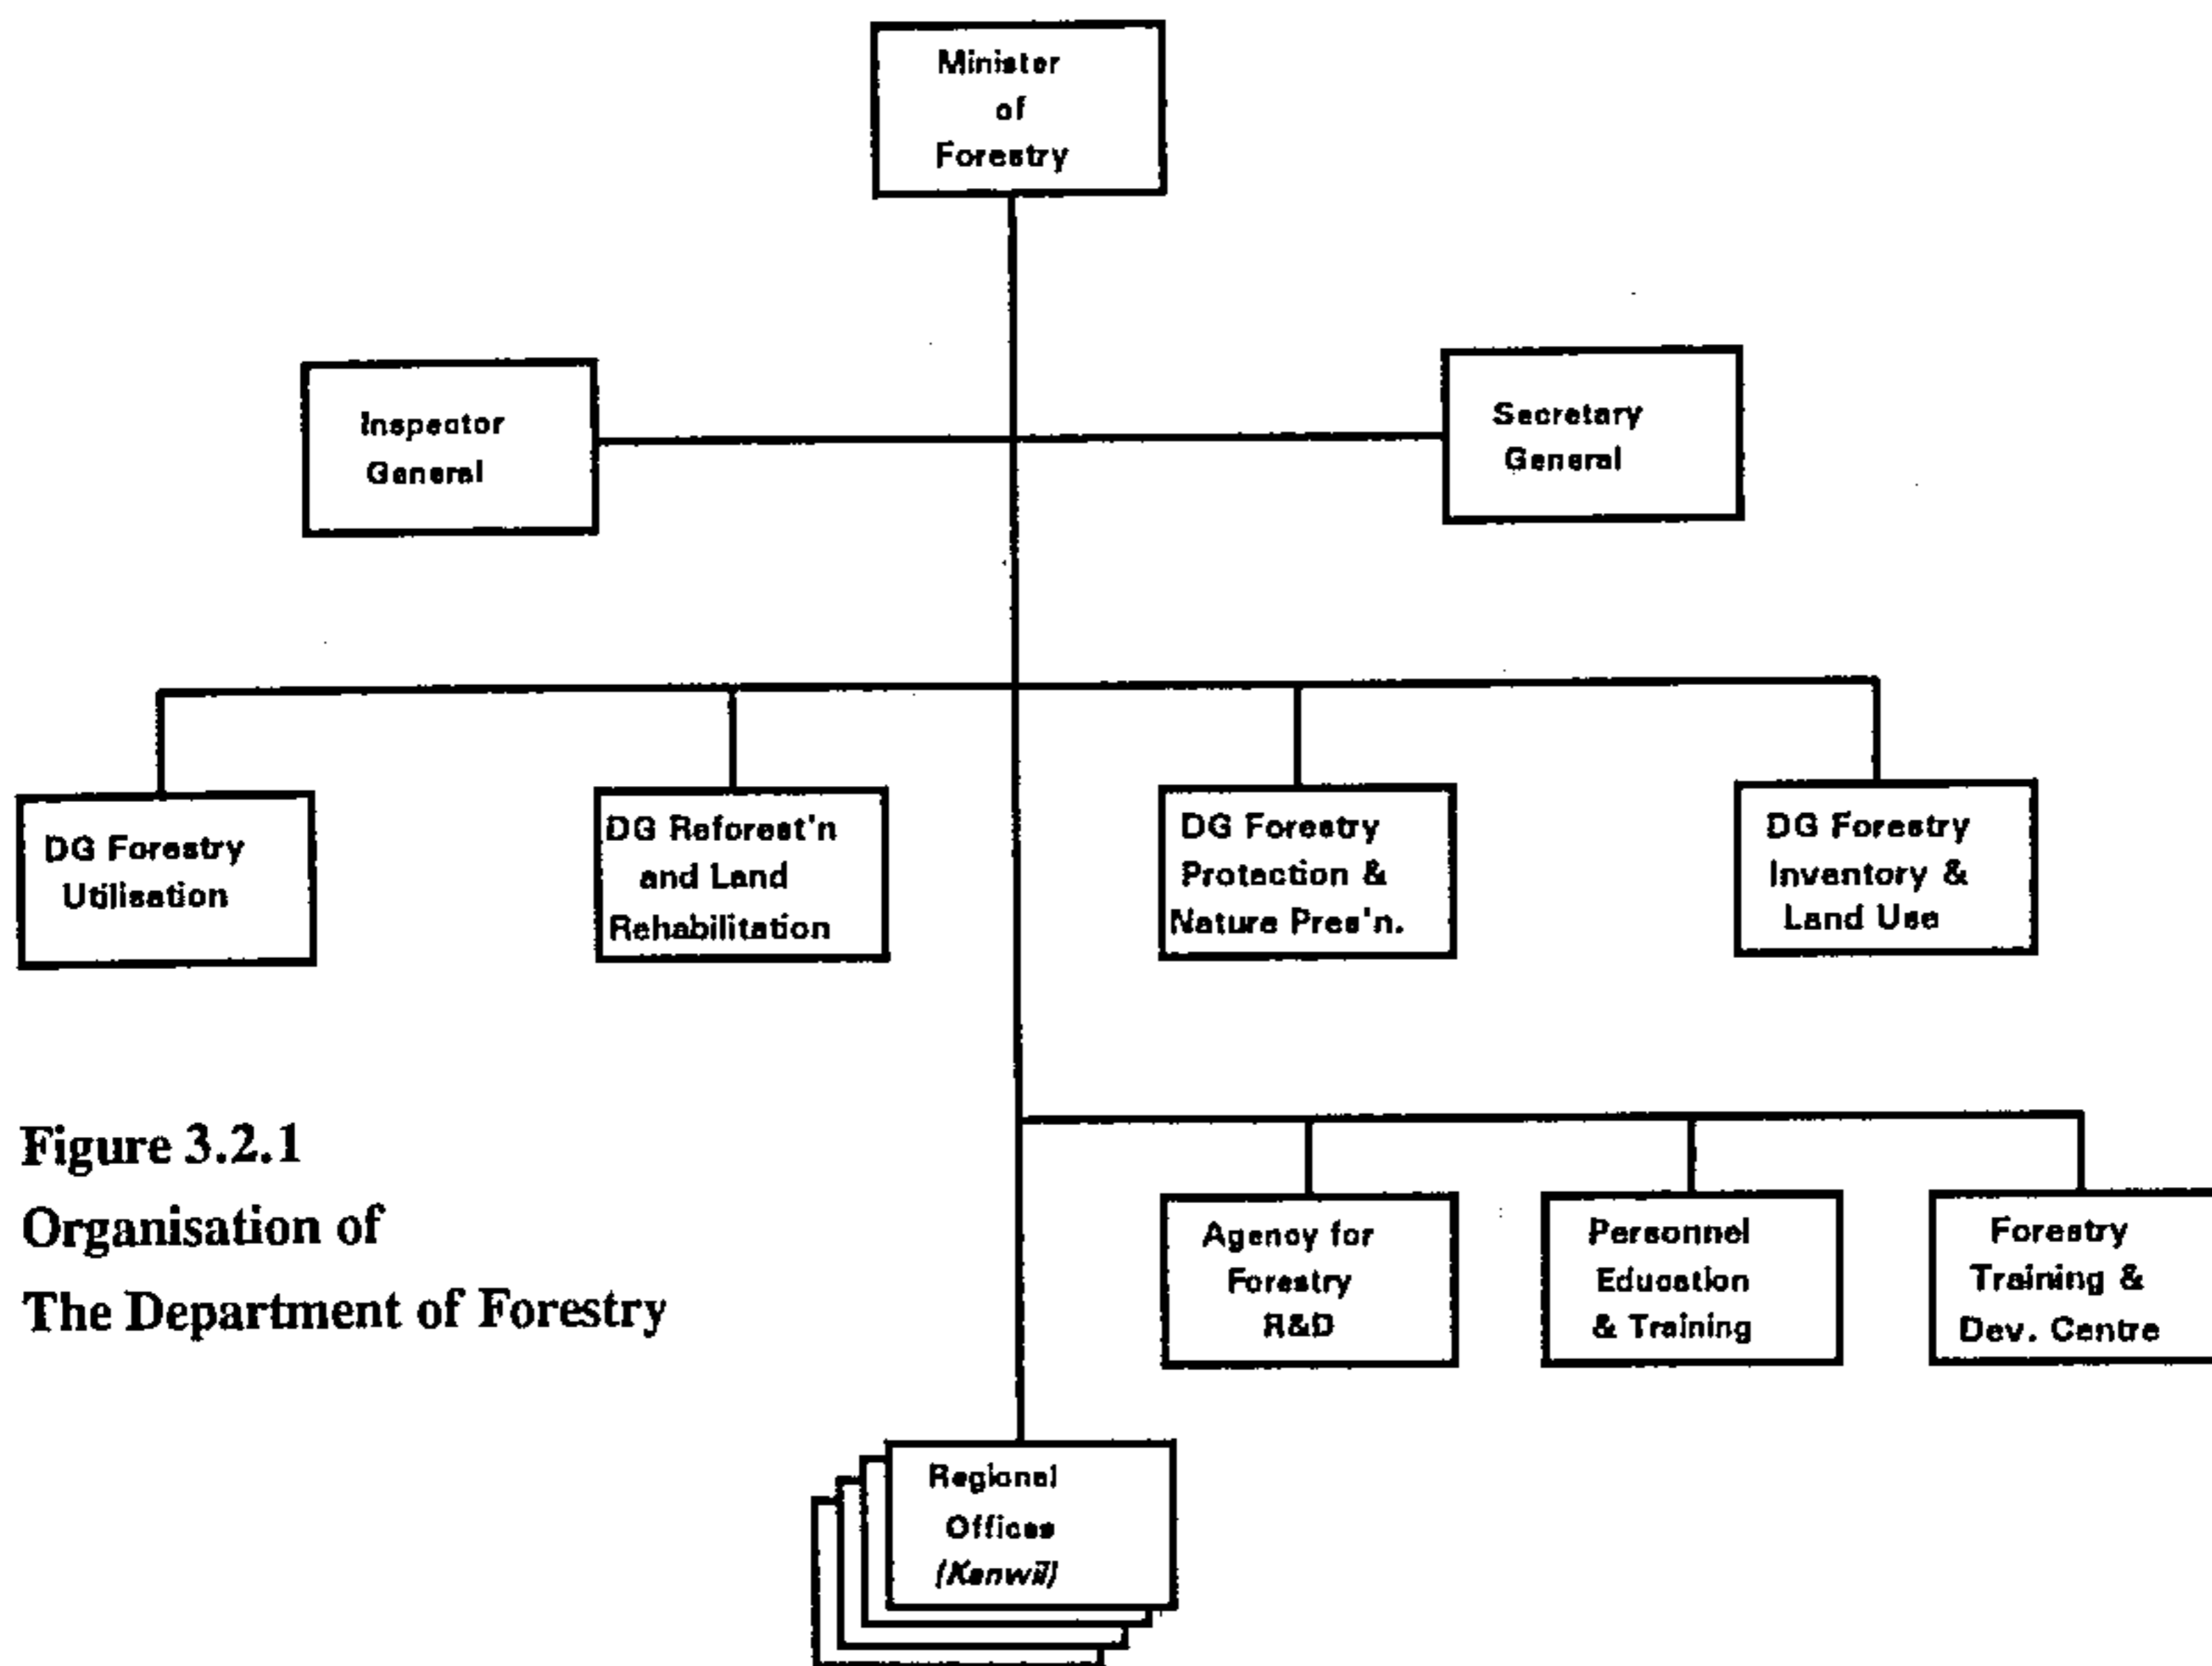 Minister
of
Forestry
Inspector
General
Secretary
General
DG Forestry
Utilisation
DG Reforest'n
and Land
Rehabilitation
DG Forestry
Protection &
Nature Pres'n.
DG Forestry
Inventory &
Land Use
Figure 3.2.1
Organisation of
The Department of Forestry
Agency for
Forestry
R&D
Personnel
Education
& Training
Forestry
Training &
Dev. Centre
Regional
Offices
(Kanwil)